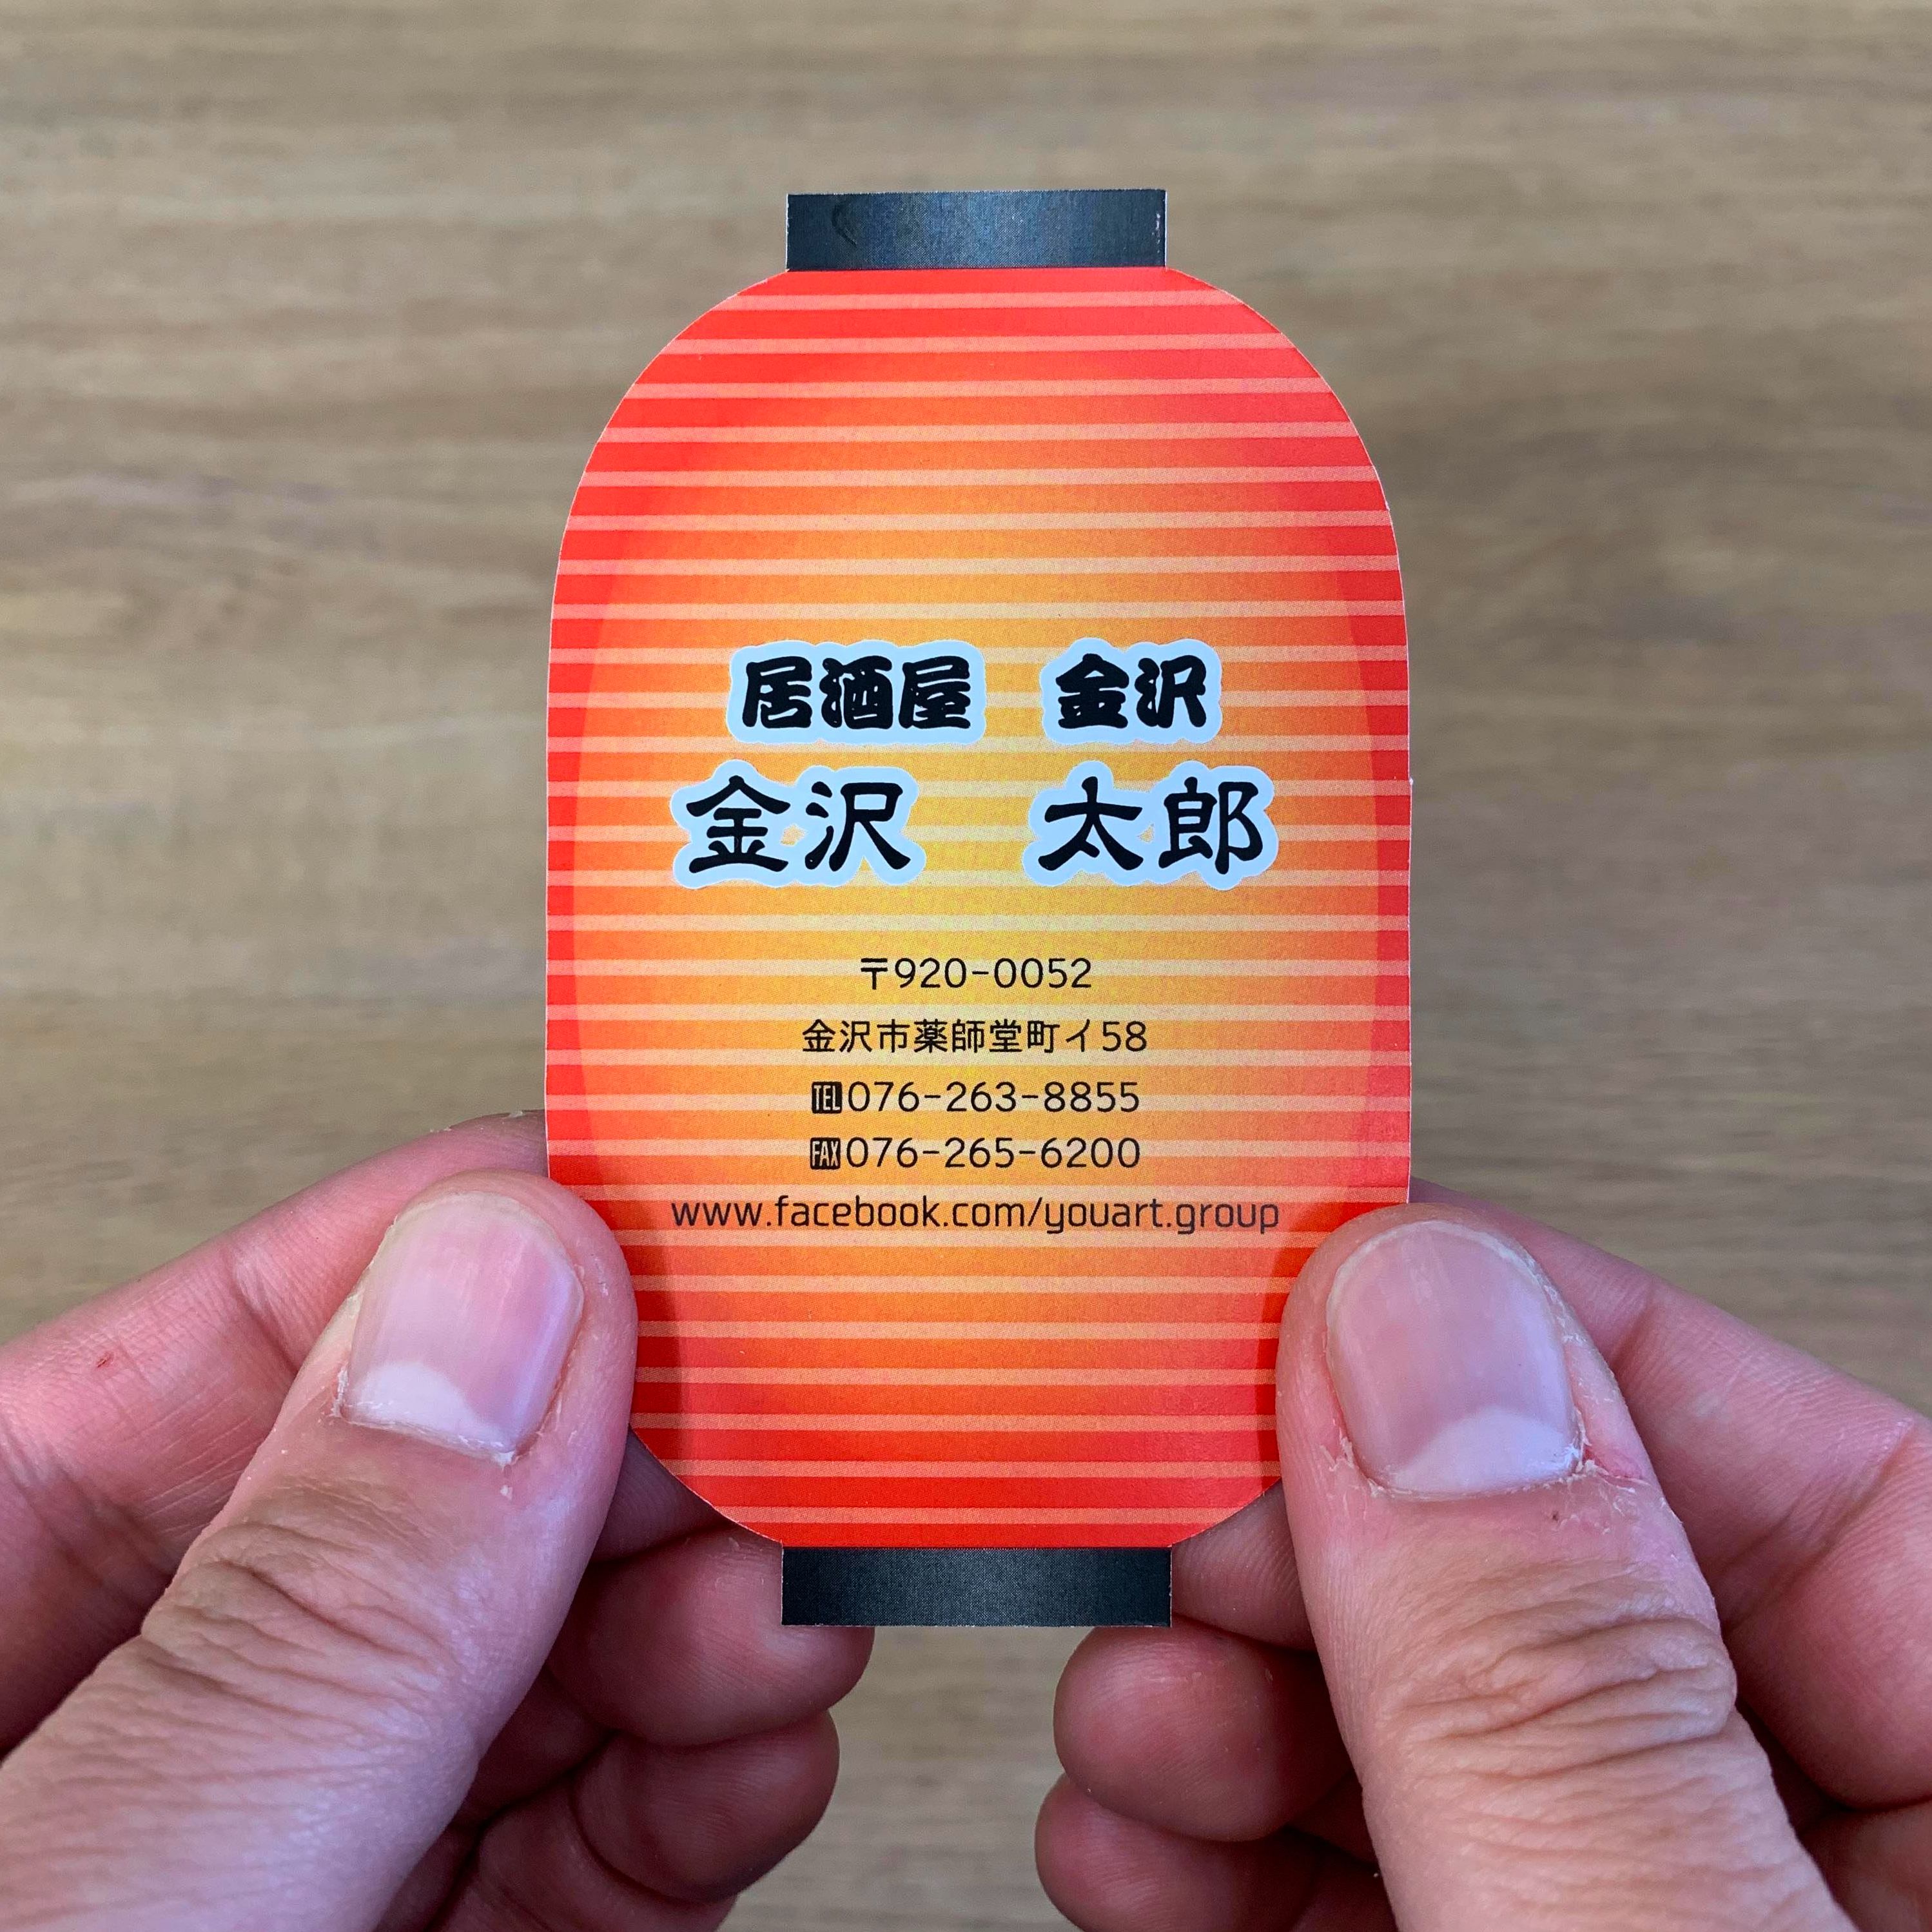 居酒屋　金沢
金沢　太郎
〒920-0052
金沢市薬師堂町イ58
TEL076-263-8855
FAX076-265-6200
www.facebook.com/youart.group